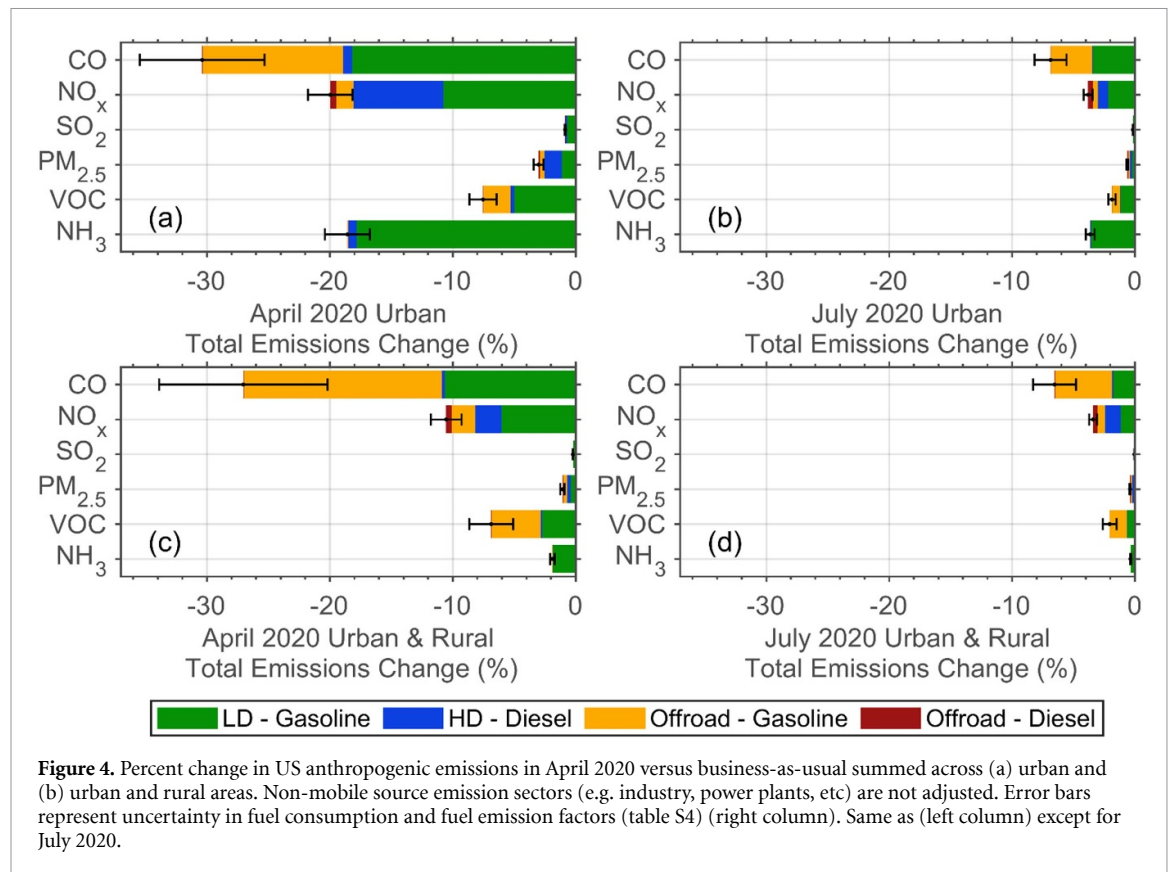 CO
NOx
SO2
PM2.5
VOC
NH3
(a)
-30 -20 -10 0
April 2020 Urban
Total Emissions Change (%)
CO
NOx
SO2
PM2.5
VOC
NH3
(b)
-30 -20 -10 0
July 2020 Urban
Total Emissions Change (%)
CO
NOx
SO2
PM2.5
VOC
NH3
(c)
-30 -20 -10 0
April 2020 Urban & Rural
Total Emissions Change (%)
CO
NOx
SO2
PM2.5
VOC
NH3
(d)
-30 -20 -10 0
July 2020 Urban & Rural
Total Emissions Change (%)
LD - Gasoline HD - Diesel Offroad - Gasoline Offroad - Diesel
Figure 4. Percent change in US anthropogenic emissions in April 2020 versus business-as-usual summed across (a) urban and
(b) urban and rural areas. Non-mobile source emission sectors (e.g. industry, power plants, etc) are not adjusted. Error bars
represent uncertainty in fuel consumption and fuel emission factors (table S4) (right column). Same as (left column) except for
July 2020.